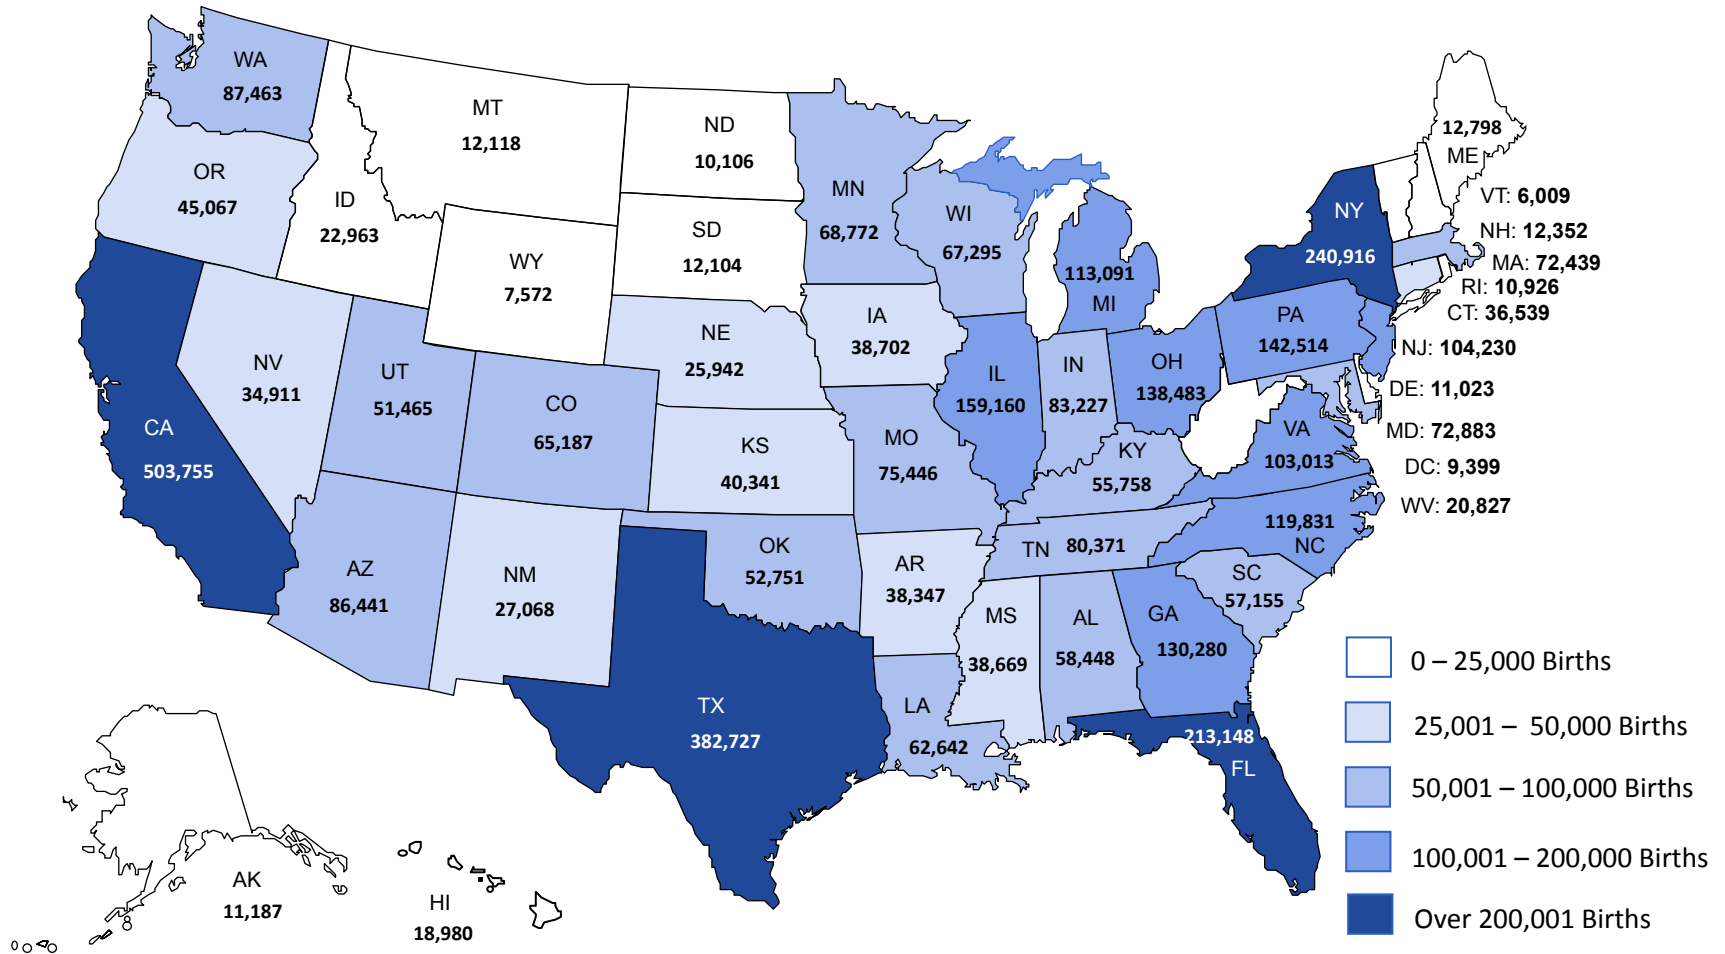 WA
87,463
MT
12,118
ND
10,106
12,798
ME
OR
45,067
ID
22,963
MN
68,772
WI
67,295
NY
240,916
VT: 6,009
NH: 12,352
MA: 72,439
RI: 10,926
CT: 36,539
SD
12,104
WY
7,572
113,091
MI
NE
25,942
IA
38,702
PA
142,514
NJ: 104,230
NV
34,911
UT
51,465
CO
65,187
IL
159,160
IN
83,227
OH
138,483
DE: 11,023
CA
503,755
KS
40,341
MO
75,446
KY
55,758
VA
103,013
MD: 72,883
DC: 9,399
WV: 20,827
AZ
86,441
NM
27,068
OK
52,751
AR
38,347
TN 80,371
119,831
NC
SC
57,155
MS
38,669
AL
58,448
GA
130,280
TX
382,727
LA
62,642
213,148
FL
AK
11,187
HI
18,980
0 – 25,000 Births
25,001 – 50,000 Births
50,001 – 100,000 Births
100,001 – 200,000 Births
Over 200,001 Births